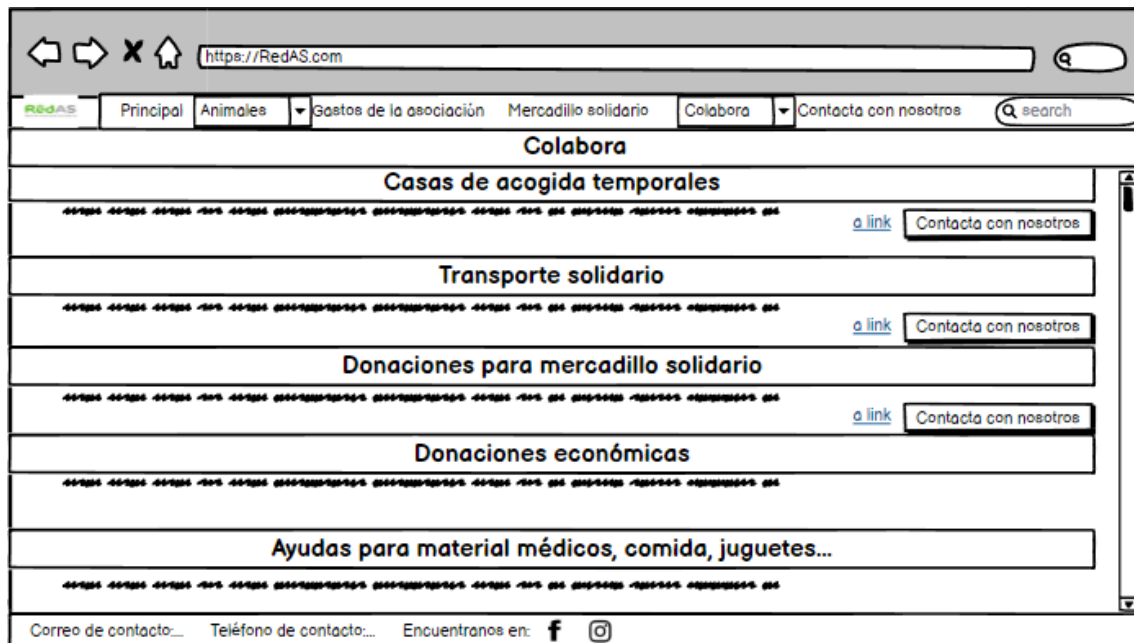 https://RedAS.com
RedAS Principal Animales Gastos de la asociación Mercadillo solidario Colabora Contacta con nosotros search
Colabora
Casas de acogida temporales
a link Contacta con nosotros
Transporte solidario
a link Contacta con nosotros
Donaciones para mercadillo solidario
a link Contacta con nosotros
Donaciones económicas
Ayudas para material médicos, comida, juguetes...
Correo de contacto:... Teléfono de contacto:... Encuentranos en: